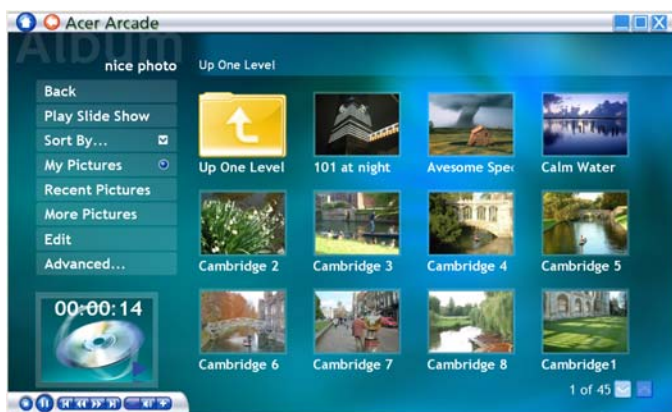 Acer Arcade
Album
nice photo
Up One Level
Back
Play Slide Show
Sort By...
My Pictures
Recent Pictures
More Pictures
Edit
Advanced...
00:00:14
Up One Level
101 at night
Avesome Spe
Calm Water
Cambridge 2
Cambridge 3
Cambridge 4
Cambridge 5
Cambridge 6
Cambridge 7
Cambridge 8
Cambridge1
1 of 45